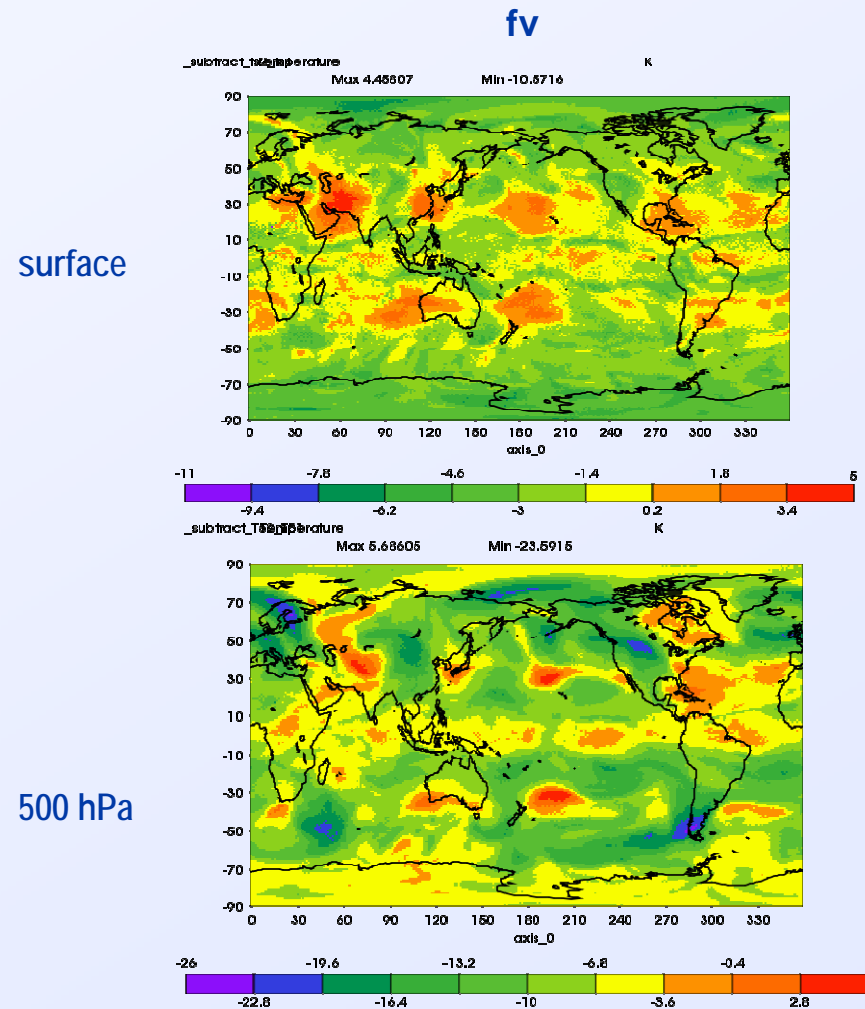 fv
K
Max 4.45807 Min -10.5716
90
70
50
30
10
-10
-30
-50
-70
-90
0 30 60 90 120 150 180 210 240 270 300 330
axis_0
surface
-11 -7.8 -4.6 -1.4 1.8 5
-9.4 -6.2 -3 0.2 3.4
K
Max 5.68605 Min -23.5915
90
70
50
30
10
-10
-30
-50
-70
-90
0 30 60 90 120 150 180 210 240 270 300 330
axis_0
500 hPa
-26 -19.6 -13.2 -6.8 -0.4
-22.8 -16.4 -10 -3.6 2.8